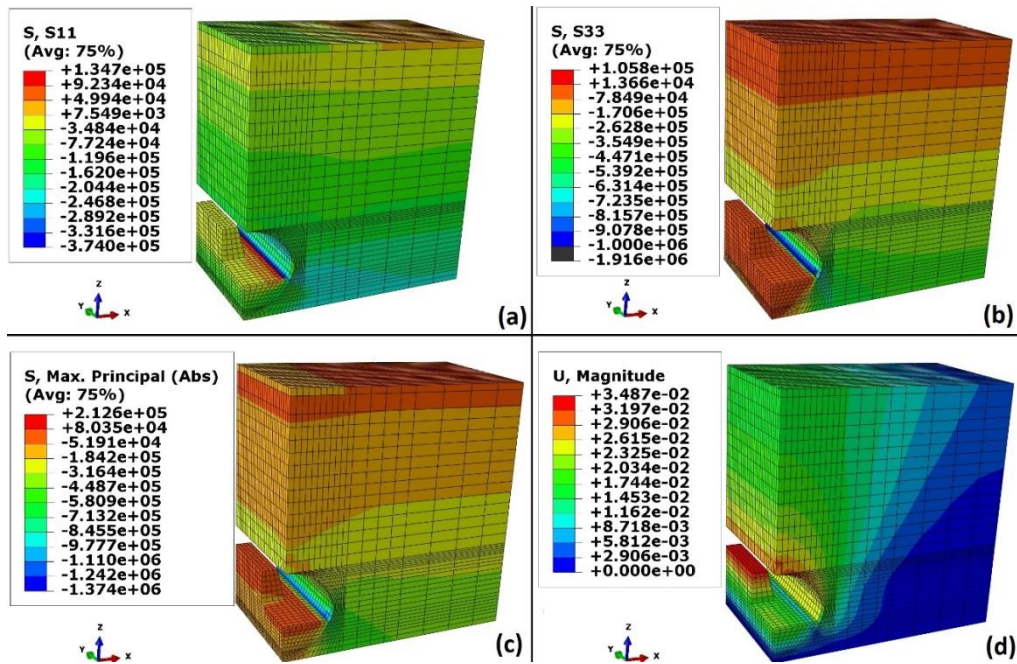 S, S11
(Avg: 75%)
+1.347e+05
+9.234e+04
+4.994e+04
+7.549e+03
-3.484e+04
-7.724e+04
-1.196e+05
-1.620e+05
-2.044e+05
-2.468e+05
-2.892e+05
-3.316e+05
-3.740e+05
Z
Y
X
(a)
S, S33
(Avg: 75%)
+1.058e+05
+1.366e+04
-7.849e+04
-1.706e+05
-2.628e+05
-3.549e+05
-4.471e+05
-5.392e+05
-6.314e+05
-7.235e+05
-8.157e+05
-9.078e+05
-1.000e+06
-1.916e+06
Z
Y
X
(b)
S, Max. Principal (Abs)
(Avg: 75%)
+2.126e+05
+8.035e+04
-5.191e+04
-1.842e+05
-3.164e+05
-4.487e+05
-5.809e+05
-7.132e+05
-8.455e+05
-9.777e+05
-1.110e+06
-1.242e+06
-1.374e+06
Z
Y
X
(c)
U, Magnitude
+3.487e-02
+3.197e-02
+2.906e-02
+2.615e-02
+2.325e-02
+2.034e-02
+1.744e-02
+1.453e-02
+1.162e-02
+8.718e-03
+5.812e-03
+2.906e-03
+0.000e+00
Z
Y
X
(d)